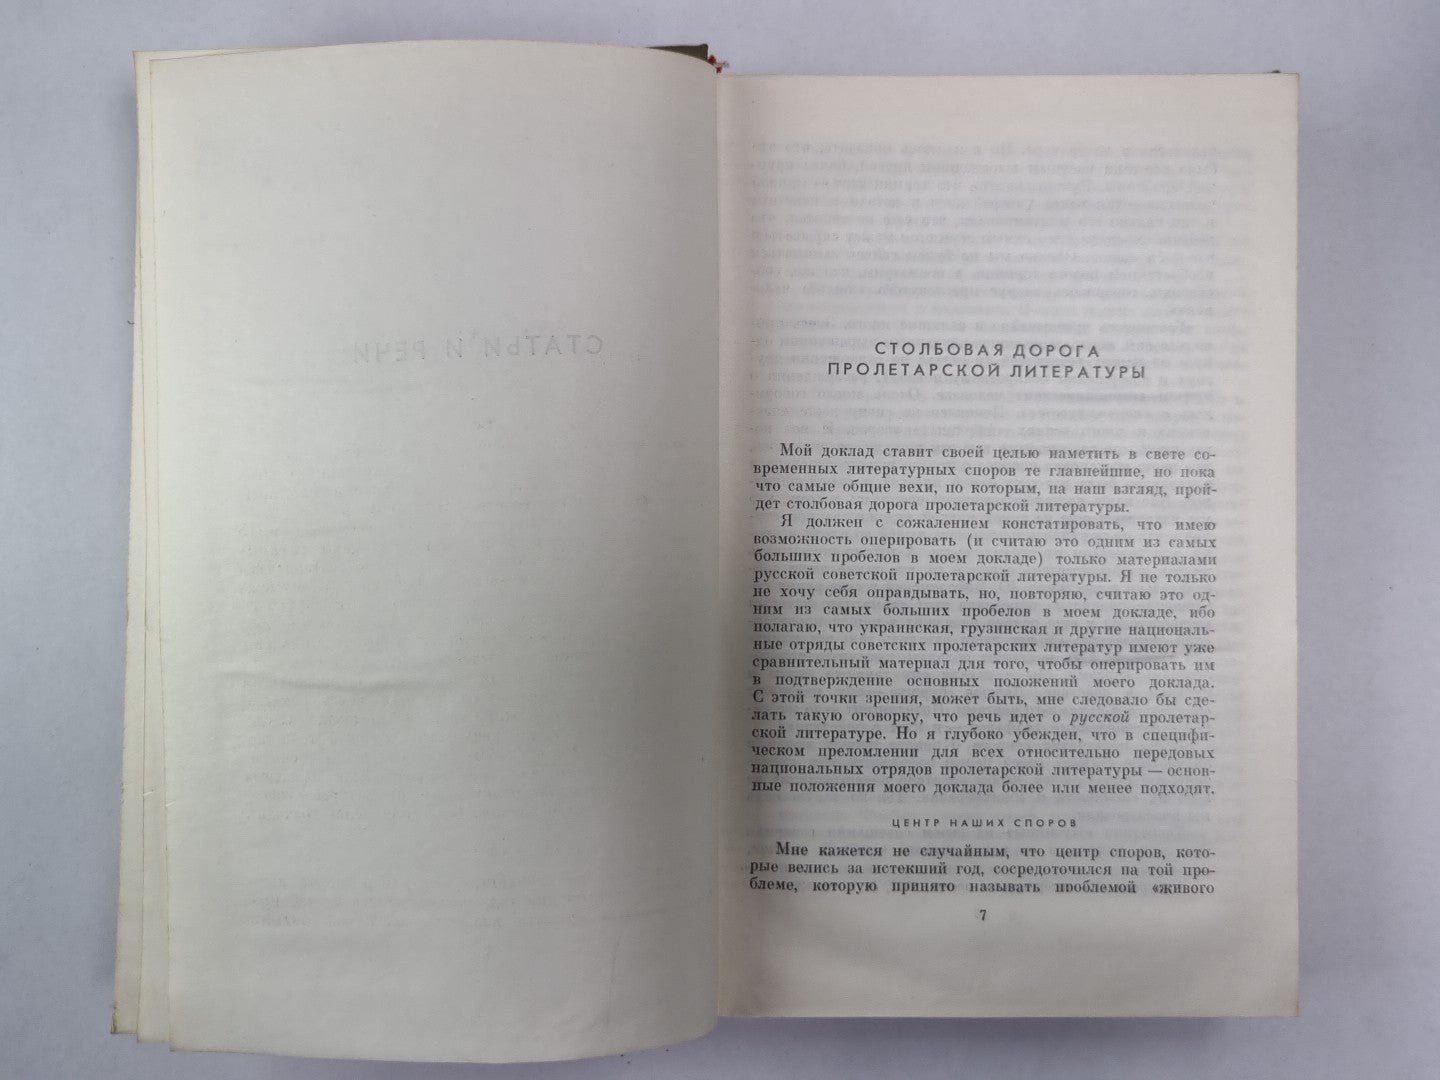 СТАТЬИ И РЕЧИ
СТОЛБОВАЯ ДОРОГА
ПРОЛЕТАРСКОЙ ЛИТЕРАТУРЫ
Мой доклад ставит своей целью наметить в свете со-
временных литературных споров те главнейшие, но пока
что самые общие вехи, по которым, на наш взгляд, прой-
дет столбовая дорога пролетарской литературы.
Я должен с сожалением констатировать, что имею
возможность оперировать (и считаю это одним из самых
больших пробелов в моем докладе) только материалами
русской советской пролетарской литературы. Я не только
не хочу себя оправдывать, но, повторяю, считаю это од-
ним из самых больших пробелов в моем докладе, ибо
полагаю, что украинская, грузинская и другие националь-
ные отряды советских пролетарских литератур имеют уже
сравнительный материал для того, чтобы оперировать им
в подтверждение основных положений моего доклада.
С этой точки зрения, может быть, мне следовало бы сде-
лать такую оговорку, что речь идет о русской пролетар-
ской литературе. Но я глубоко убежден, что в специфи-
ческом преломлении для всех относительно передовых
национальных отрядов пролетарской литературы — основ-
ные положения моего доклада более или менее подходят.
ЦЕНТР НАШИХ СПОРОВ
Мне кажется не случайным, что центр споров, кото-
рые велись за истекший год, сосредоточился на той про-
блеме, которую принято называть проблемой «живого
7